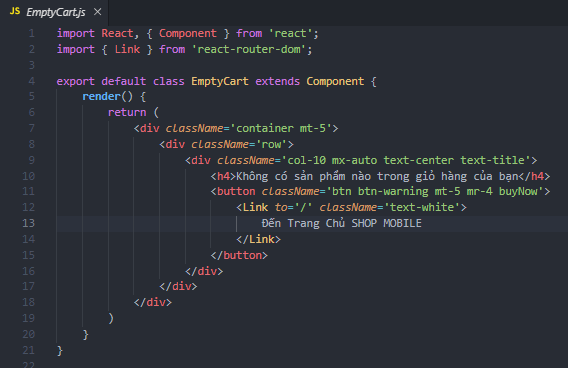 JS EmptyCart.js ×
1 import React, { Component } from 'react';
2 import { Link } from 'react-router-dom';
3
4 export default class EmptyCart extends Component {
5     render() {
6         return (
7             <div className='container mt-5'>
8                 <div className='row'>
9                     <div className='col-10 mx-auto text-center text-title'>
10                         <h4>Không có sản phẩm nào trong giỏ hàng của bạn</h4>
11                         <button className='btn btn-warning mt-5 mr-4 buyNow'>
12                             <Link to='/' className='text-white'>
13                                 Đến Trang Chủ SHOP MOBILE
14                             </Link>
15                         </button>
16                     </div>
17                 </div>
18             </div>
19         )
20     }
21 }
22